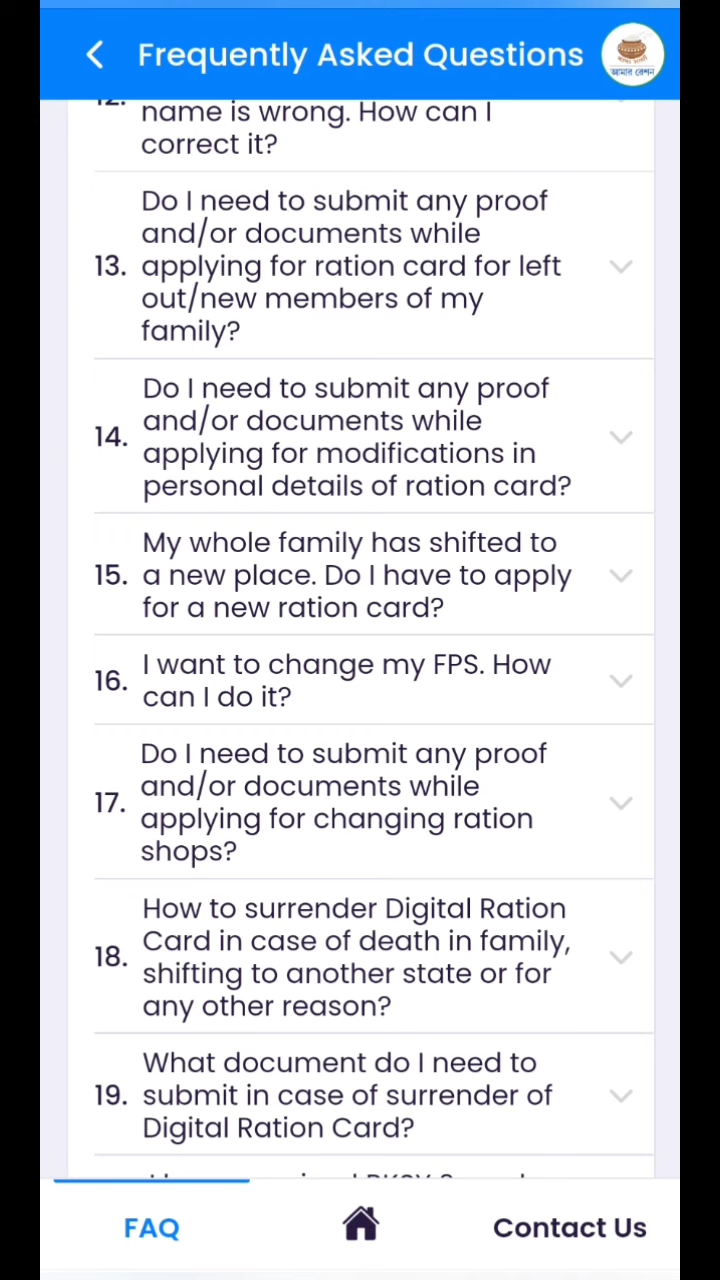 Frequently Asked Questions
আমার রেশন
12.
name is wrong. How can I
correct it?
Do I need to submit any proof
and/or documents while
13. applying for ration card for left
out/new members of my
family?
Do I need to submit any proof
14. and/or documents while
applying for modifications in
personal details of ration card?
My whole family has shifted to
15. a new place. Do I have to apply
for a new ration card?
16. I want to change my FPS. How
can I do it?
Do I need to submit any proof
17. and/or documents while
applying for changing ration
shops?
How to surrender Digital Ration
18. Card in case of death in family,
shifting to another state or for
any other reason?
What document do I need to
19. submit in case of surrender of
Digital Ration Card?
FAQ
Contact Us